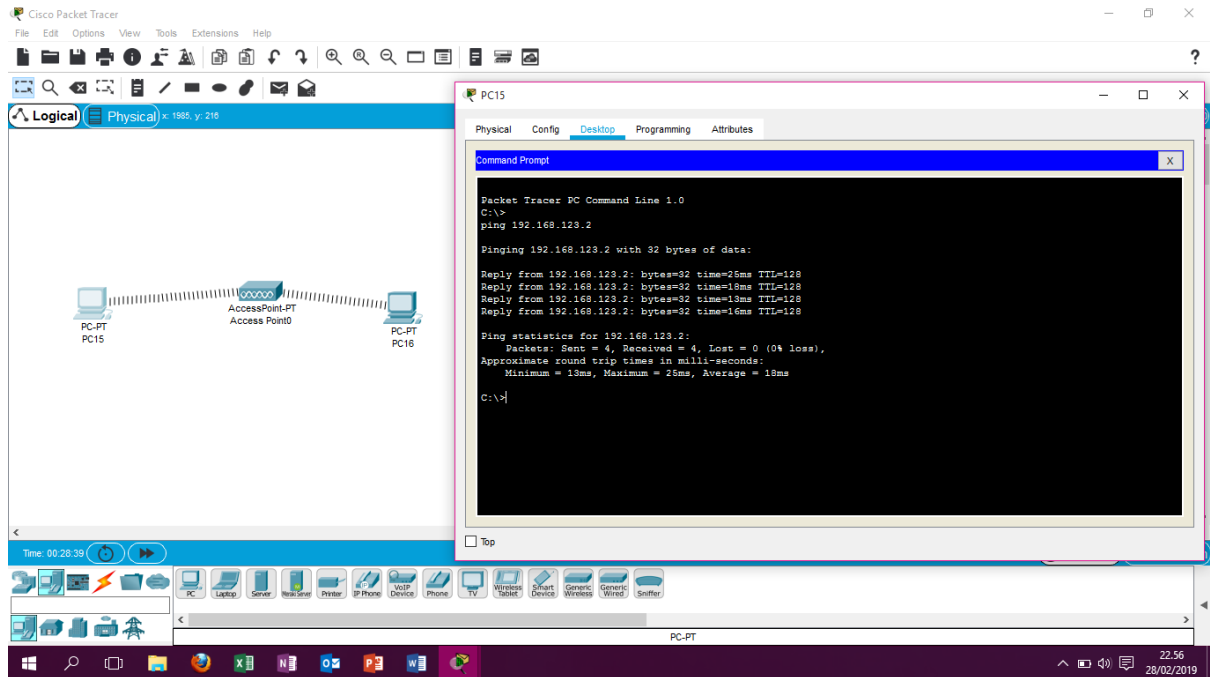 Cisco Packet Tracer
File Edit Options View Tools Extensions Help
?
Logical Physical x: 1985, y: 216
PC-PT
PC15
AccessPoint-PT
Access Point0
PC-PT
PC16
PC15
Physical Config Desktop Programming Attributes
Command Prompt X
Packet Tracer PC Command Line 1.0
C:\>
ping 192.168.123.2
Pinging 192.168.123.2 with 32 bytes of data:
Reply from 192.168.123.2: bytes=32 time=25ms TTL=128
Reply from 192.168.123.2: bytes=32 time=18ms TTL=128
Reply from 192.168.123.2: bytes=32 time=13ms TTL=128
Reply from 192.168.123.2: bytes=32 time=16ms TTL=128
Ping statistics for 192.168.123.2:
Packets: Sent = 4, Received = 4, Lost = 0 (0% loss),
Approximate round trip times in milli-seconds:
Minimum = 13ms, Maximum = 25ms, Average = 18ms
C:\>
Top
Time: 00:28:39
PC Laptop Server Meraki Server Printer IP Phone VoIP Device Phone TV Wireless Tablet Smart Device Generic Wireless Generic Wired Sniffer
PC-PT
22.56
28/02/2019